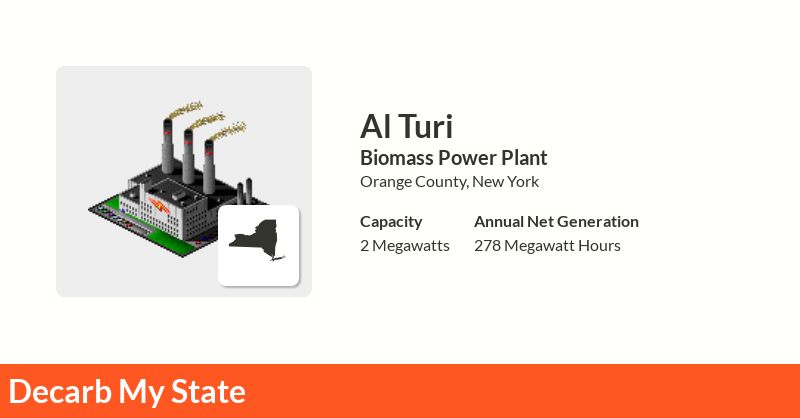 Al Turi
Biomass Power Plant
Orange County, New York
Capacity
2 Megawatts
Annual Net Generation
278 Megawatt Hours
Decarb My State